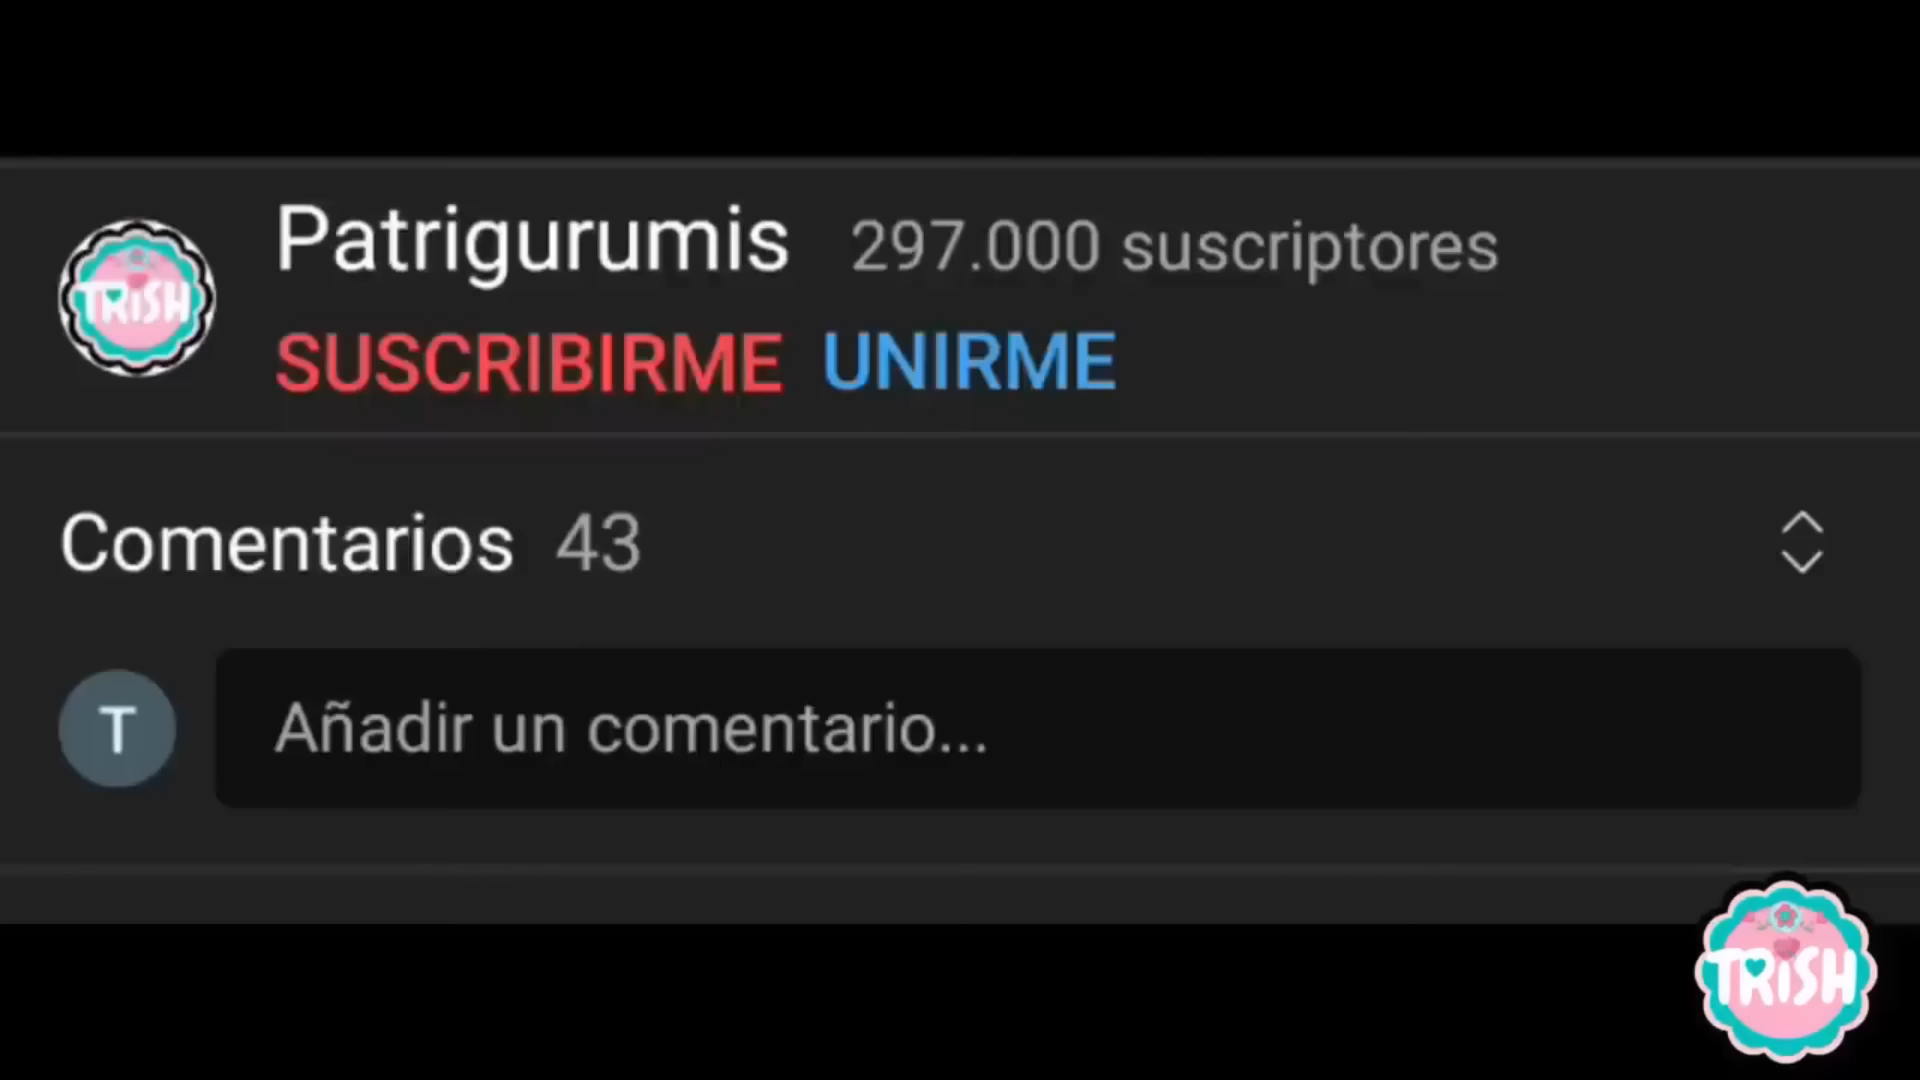 TRISH
Patrigurumis 297.000 suscriptores
SUSCRIBIRME UNIRME
Comentarios 43
T
Añadir un comentario...
TRISH